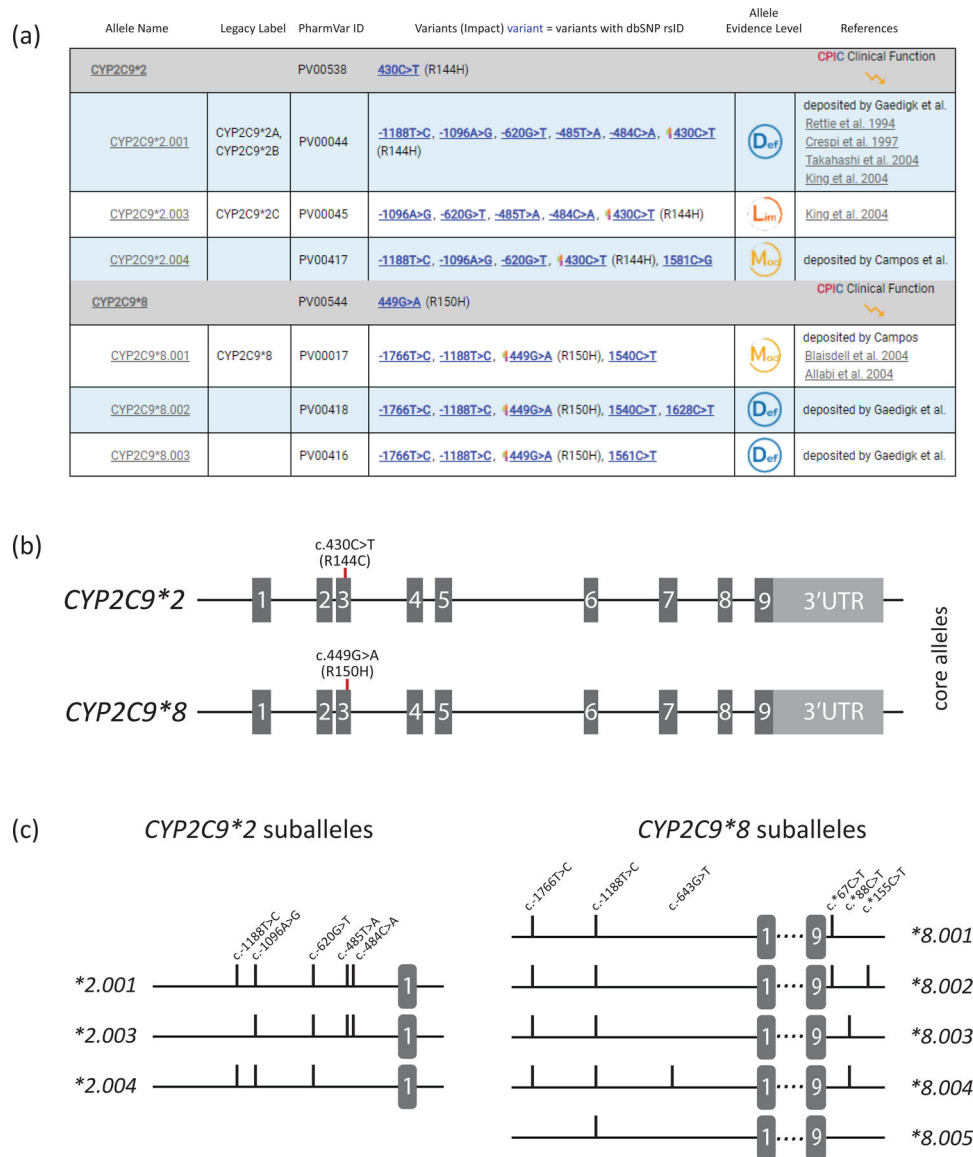 (a)
Allele Name Legacy Label PharmVar ID Variants (Impact) variant = variants with dbSNP rsID Allele Evidence Level References
CYP2C9*2 PV00538 430C>T (R144H) CPIC Clinical Function
CYP2C9*2.001 CYP2C9*2A, CYP2C9*2B PV00044 -1188T>C, -1096A>G, -620G>T, -485T>A, -484C>A, 430C>T (R144H) Def deposited by Gaedigk et al.
Rettie et al. 1994
Crespi et al. 1997
Takahashi et al. 2004
King et al. 2004
CYP2C9*2.003 CYP2C9*2C PV00045 -1096A>G, -620G>T, -485T>A, -484C>A, 430C>T (R144H) Lim King et al. 2004
CYP2C9*2.004 PV00417 -1188T>C, -1096A>G, -620G>T, 430C>T (R144H), 1581C>G Mod deposited by Campos et al.
CYP2C9*8 PV00544 449G>A (R150H) CPIC Clinical Function
CYP2C9*8.001 CYP2C9*8 PV00017 -1766T>C, -1188T>C, 449G>A (R150H), 1540C>T Mod deposited by Campos
Blaisdell et al. 2004
Allabi et al. 2004
CYP2C9*8.002 PV00418 -1766T>C, -1188T>C, 449G>A (R150H), 1540C>T, 1628C>T Def deposited by Gaedigk et al.
CYP2C9*8.003 PV00416 -1766T>C, -1188T>C, 449G>A (R150H), 1561C>T Def deposited by Gaedigk et al.
(b)
c.430C>T
(R144C)
CYP2C9*2 1 2 3 4 5 6 7 8 9 3'UTR
c.449G>A
(R150H)
CYP2C9*8 1 2 3 4 5 6 7 8 9 3'UTR
core alleles
(c)
CYP2C9*2 suballeles
c.-1188T>C
c.-1096A>G
c.-620G>T
c.-485T>A
c.-484C>A
*2.001 1
*2.003 1
*2.004 1
CYP2C9*8 suballeles
c.-1766T>C
c.-1188T>C
c.-643G>T
c.*67C>T
c.*88C>T
c.*155C>T
1 .... 9 *8.001
1 .... 9 *8.002
1 .... 9 *8.003
1 .... 9 *8.004
1 .... 9 *8.005